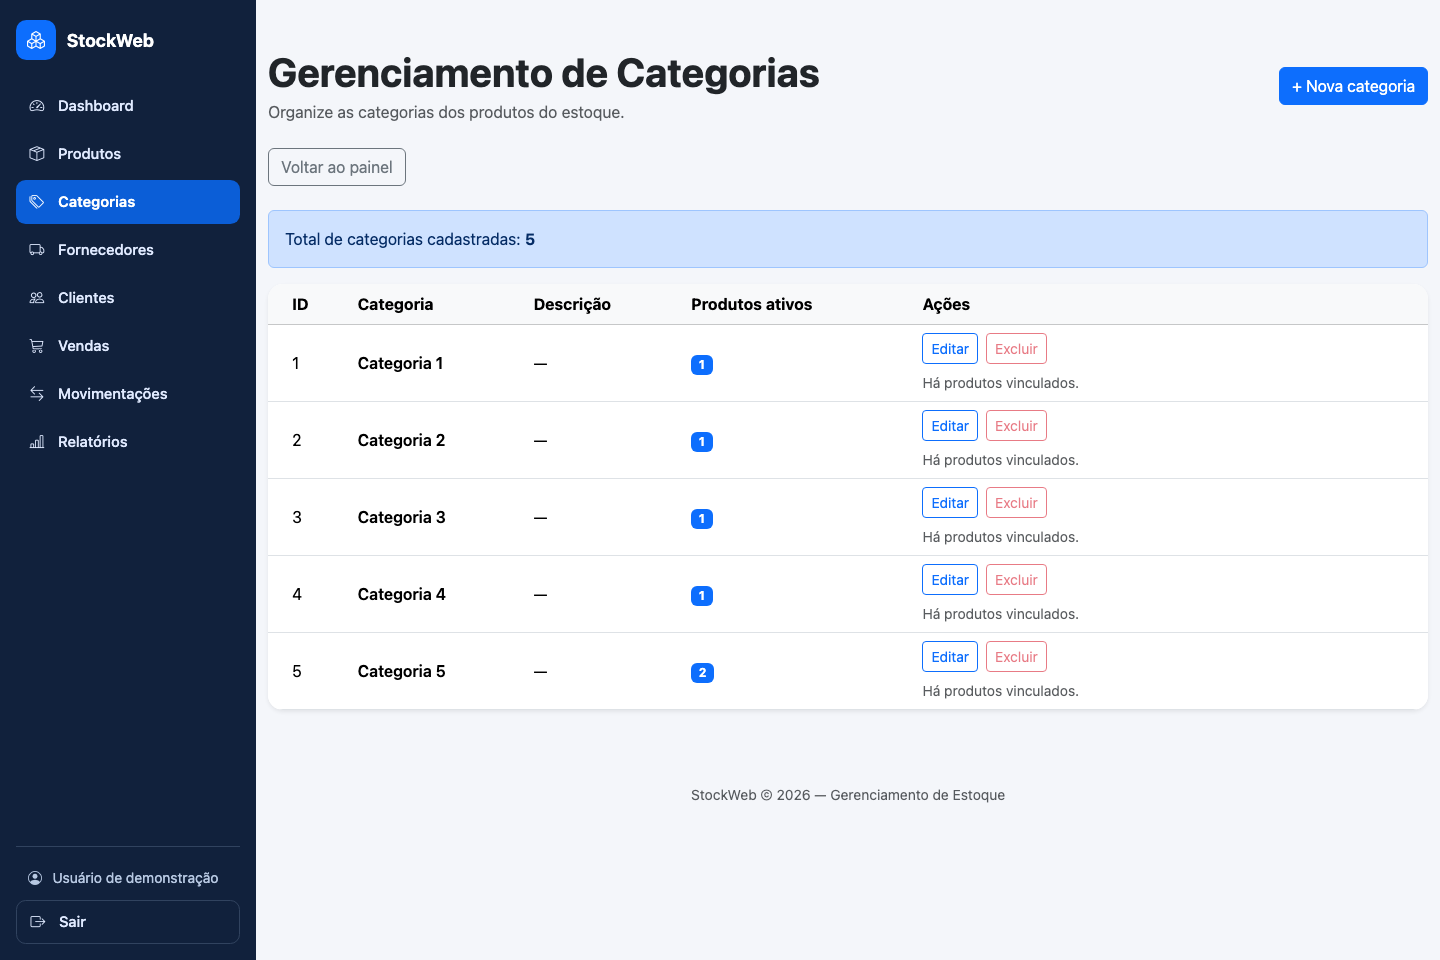 StockWeb
Dashboard
Produtos
Categorias
Fornecedores
Clientes
Vendas
Movimentações
Relatórios
Usuário de demonstração
Sair
Gerenciamento de Categorias
Organize as categorias dos produtos do estoque.
+ Nova categoria
Voltar ao painel
Total de categorias cadastradas: 5
ID Categoria Descrição Produtos ativos Ações
1 Categoria 1 — 1 Editar Excluir
Há produtos vinculados.
2 Categoria 2 — 1 Editar Excluir
Há produtos vinculados.
3 Categoria 3 — 1 Editar Excluir
Há produtos vinculados.
4 Categoria 4 — 1 Editar Excluir
Há produtos vinculados.
5 Categoria 5 — 2 Editar Excluir
Há produtos vinculados.
StockWeb © 2026 — Gerenciamento de Estoque